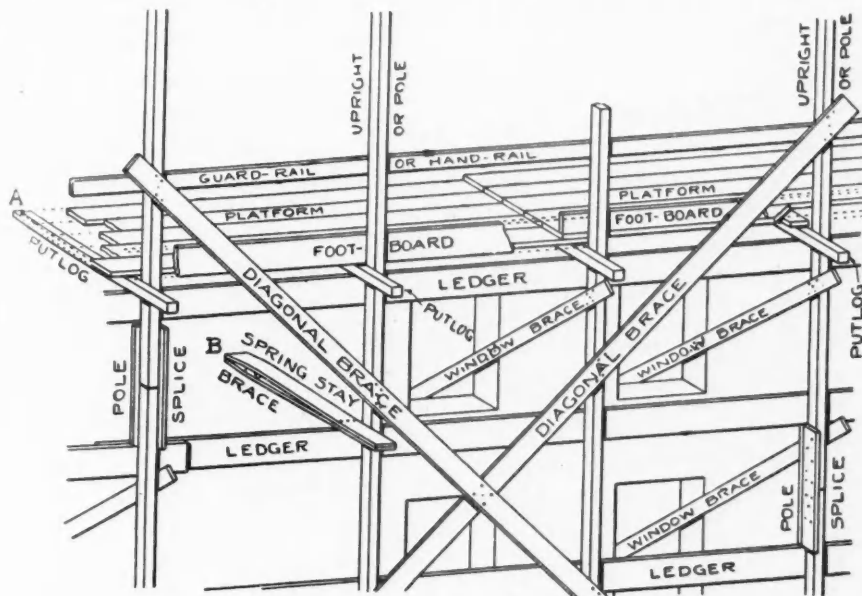 UPRIGHT
OR POLE
UPRIGHT
OR POLE
GUARD-RAIL OR HAND-RAIL
A
PLATFORM
PLATFORM
PUTLOG
FOOT-BOARD
FOOT-BOARD
LEDGER
PUTLOG
PUTLOG
DIAGONAL BRACE
DIAGONAL BRACE
WINDOW BRACE
WINDOW BRACE
B
SPRING STAY
BRACE
POLE
SPLICE
LEDGER
WINDOW BRACE
POLE
SPLICE
LEDGER